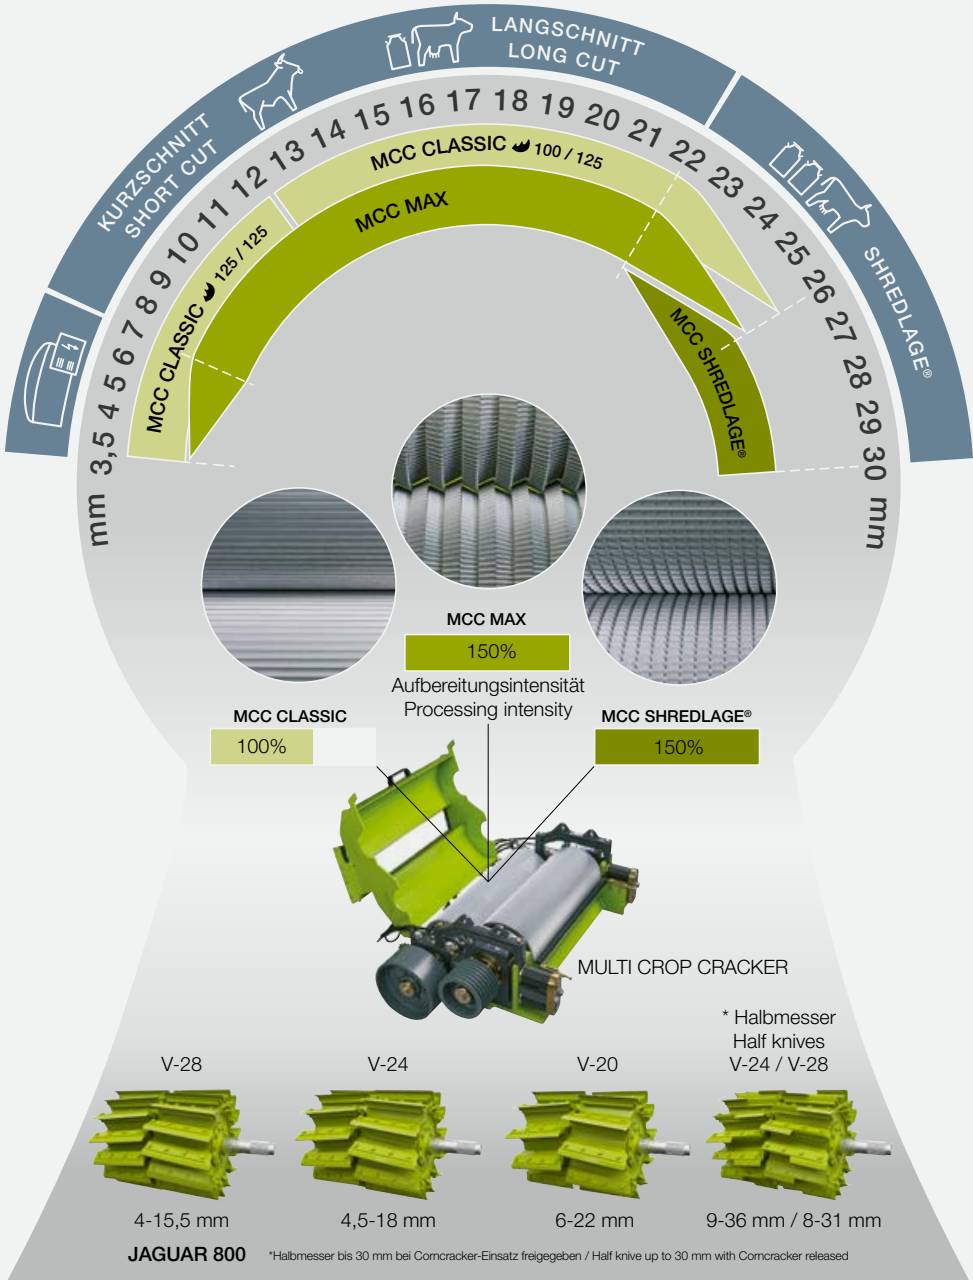 KURZSCHNITT
SHORT CUT
LANGSCHNITT
LONG CUT
SHREDLAGE®
mm 3,5 4 5 6 7 8 9 10 11 12 13 14 15 16 17 18 19 20 21 22 23 24 25 26 27 28 29 30 mm
MCC CLASSIC 125 / 125
MCC CLASSIC 100 / 125
MCC MAX
MCC SHREDLAGE®
MCC MAX
150%
Aufbereitungsintensität
Processing intensity
MCC CLASSIC
100%
MCC SHREDLAGE®
150%
MULTI CROP CRACKER
* Halbmesser
Half knives
V-28
V-24
V-20
V-24 / V-28
4-15,5 mm
4,5-18 mm
6-22 mm
9-36 mm / 8-31 mm
JAGUAR 800
*Halbmesser bis 30 mm bei Corncracker-Einsatz freigegeben / Half knive up to 30 mm with Corncracker released